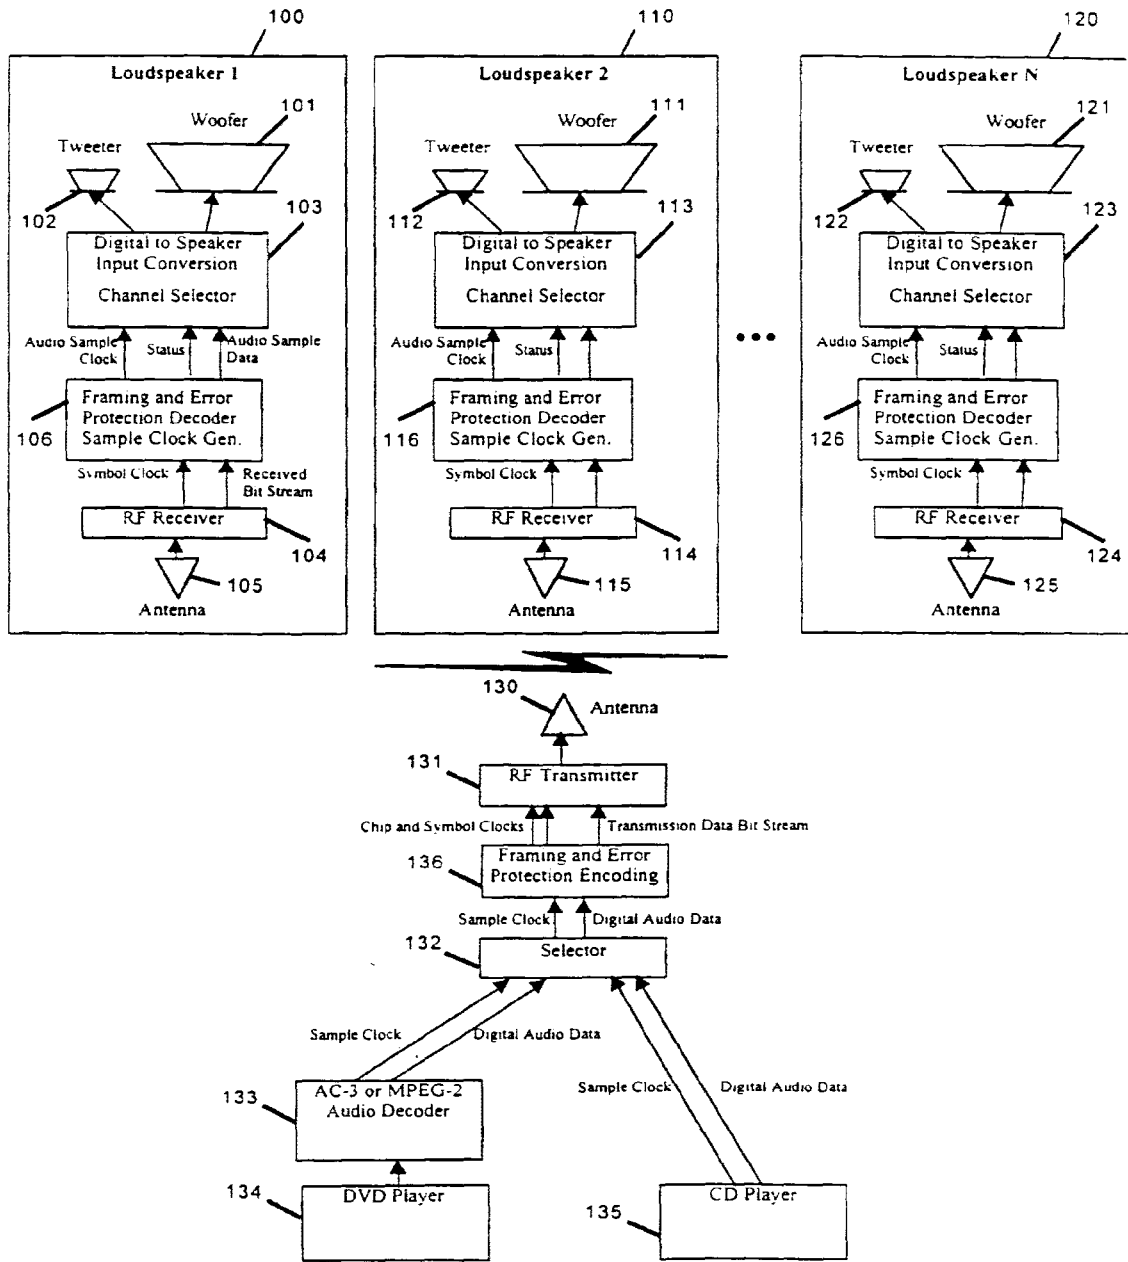 100
110
120
Loudspeaker 1
Loudspeaker 2
Loudspeaker N
101
Woofer
Tweeter
102
103
Digital to Speaker
Input Conversion
Channel Selector
Audio Sample
Clock
Status
Audio Sample
Data
Framing and Error
Protection Decoder
Sample Clock Gen.
106
Symbol Clock
Received
Bit Stream
RF Receiver
104
105
Antenna
111
Woofer
Tweeter
112
113
Digital to Speaker
Input Conversion
Channel Selector
Audio Sample
Clock
Status
Framing and Error
Protection Decoder
Sample Clock Gen.
116
Symbol Clock
RF Receiver
114
115
Antenna
...
121
Woofer
Tweeter
122
123
Digital to Speaker
Input Conversion
Channel Selector
Audio Sample
Clock
Status
Framing and Error
Protection Decoder
Sample Clock Gen.
126
Symbol Clock
RF Receiver
124
125
Antenna
130
Antenna
131
RF Transmitter
Chip and Symbol Clocks
Transmission Data Bit Stream
136
Framing and Error
Protection Encoding
Sample Clock
Digital Audio Data
132
Selector
Sample Clock
Digital Audio Data
Sample Clock
Digital Audio Data
133
AC-3 or MPEG-2
Audio Decoder
134
DVD Player
135
CD Player